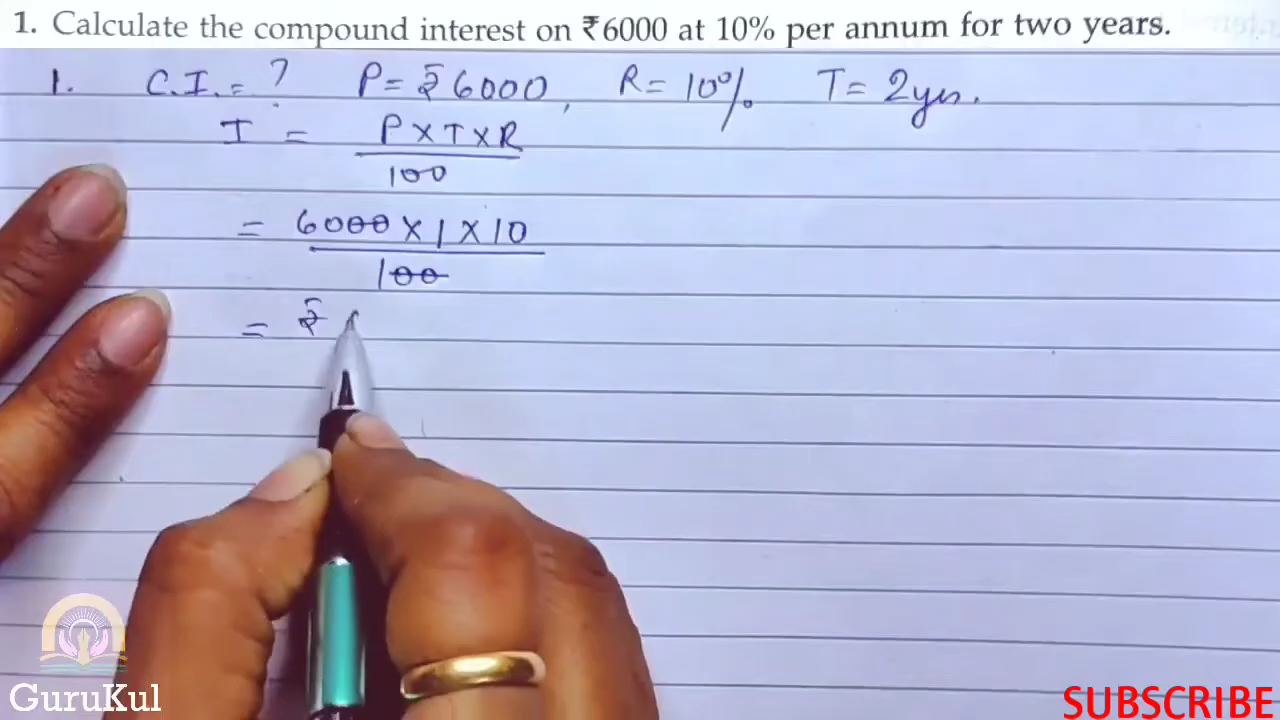 1. Calculate the compound interest on ₹6000 at 10% per annum for two years.
1. C.I. = ? P = ₹ 6000, R = 10% T = 2yrs.
I = P×T×R
100
= 6000 × 1 × 10
100
= ₹
GuruKul
SUBSCRIBE